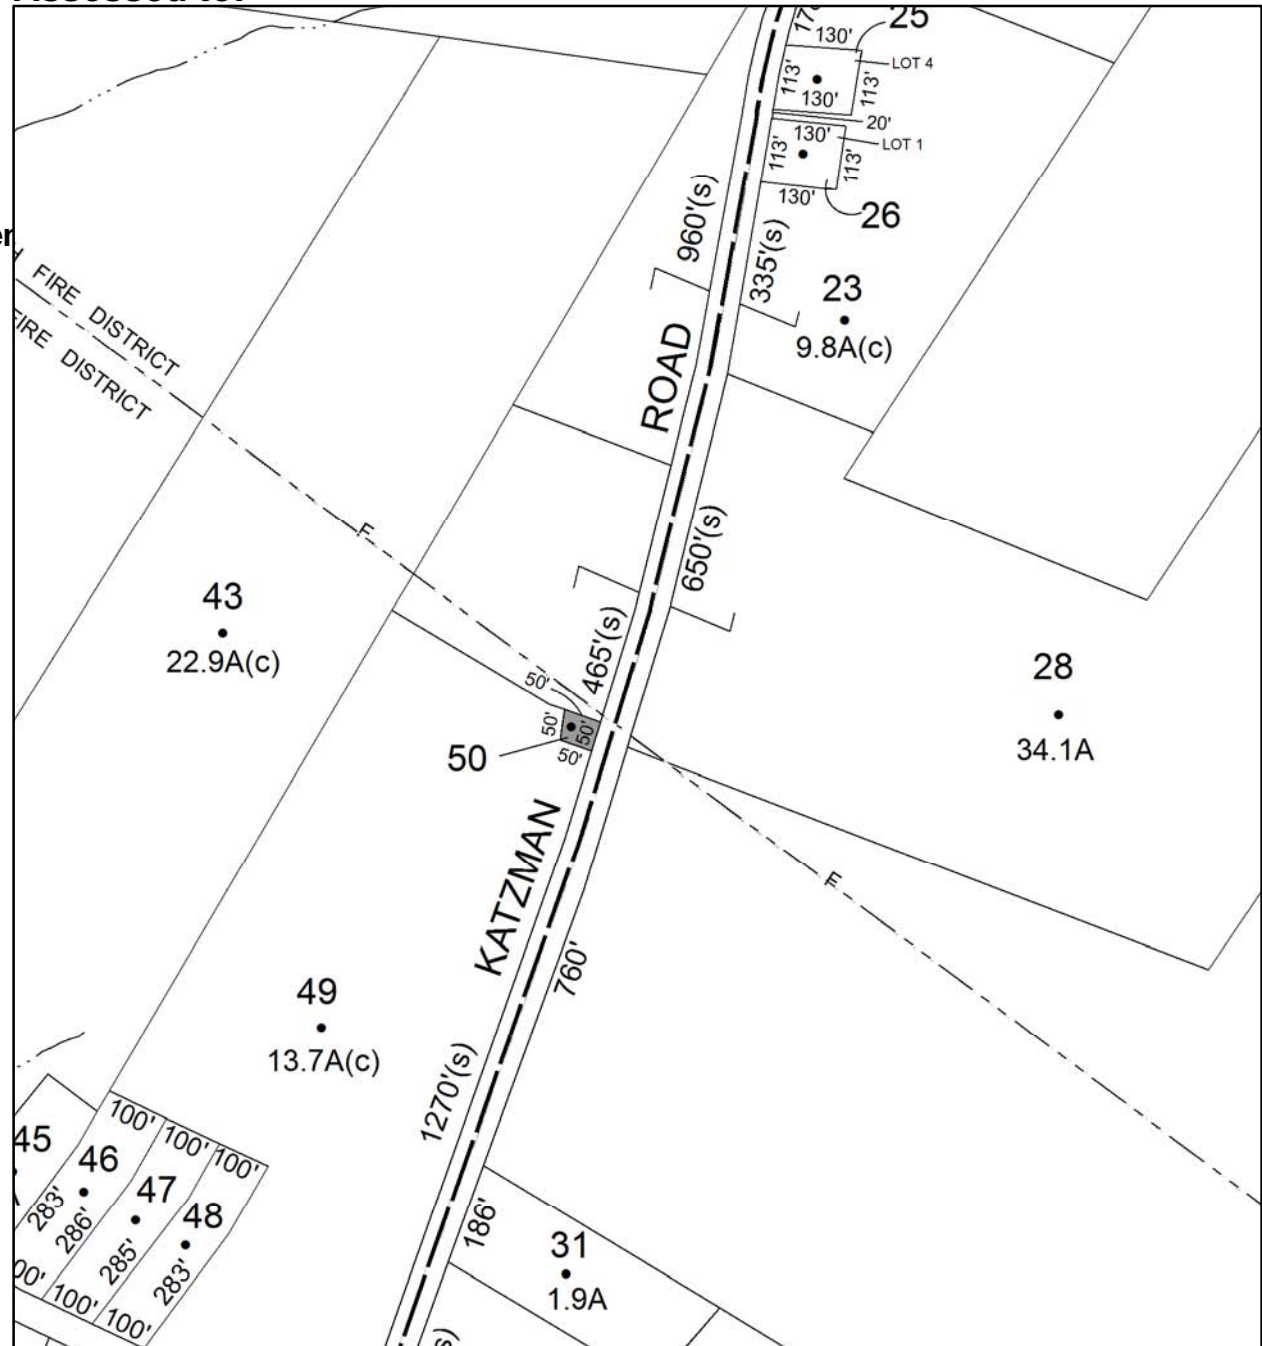 Assessed to:
25
130'
LOT 4
113'
113'
130'
20'
130'
LOT 1
113'
113'
130'
26
960'(s)
335'(s)
23
9.8A(c)
FIRE DISTRICT
FIRE DISTRICT
ROAD
F
650'(s)
43
22.9A(c)
465'(s)
28
34.1A
50'
50'
50'
50'
50
KATZMAN
F
760'
49
13.7A(c)
1270'(s)
100'
100'
100'
45
46
47
48
283'
286'
285'
283'
00'
100'
100'
186'
31
1.9A